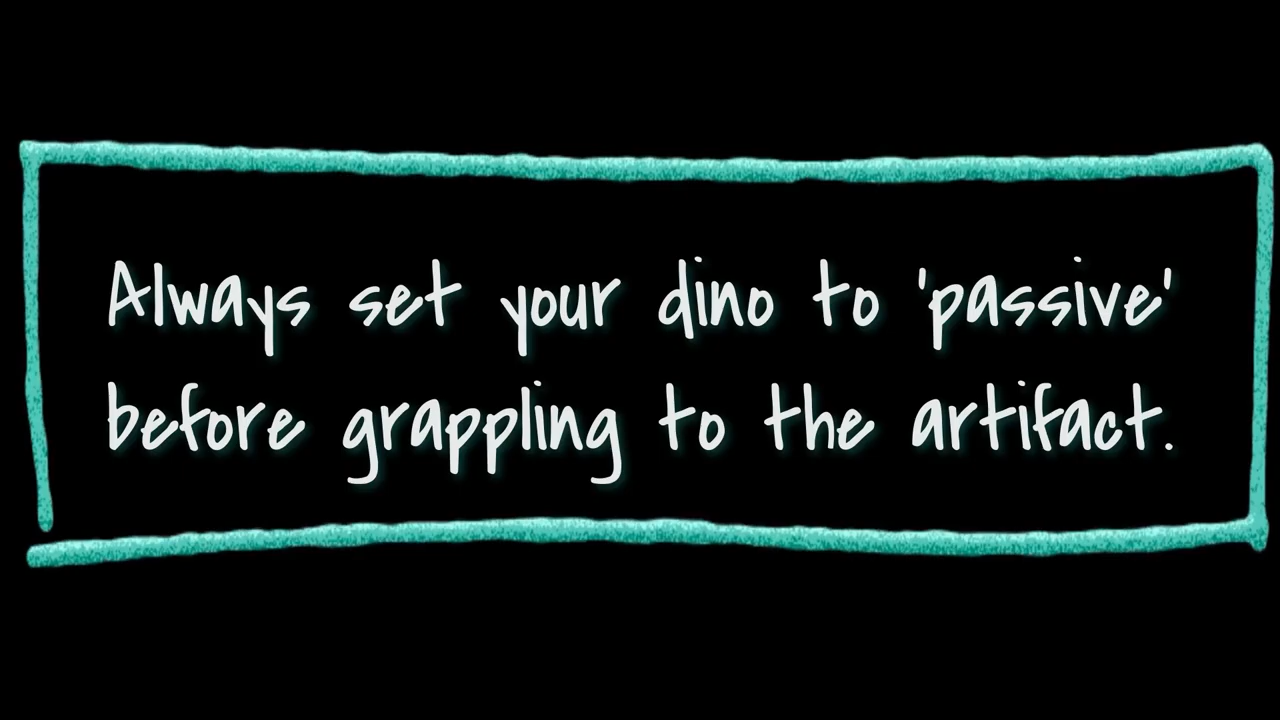 Always set your dino to 'passive'
before grappling to the artifact.